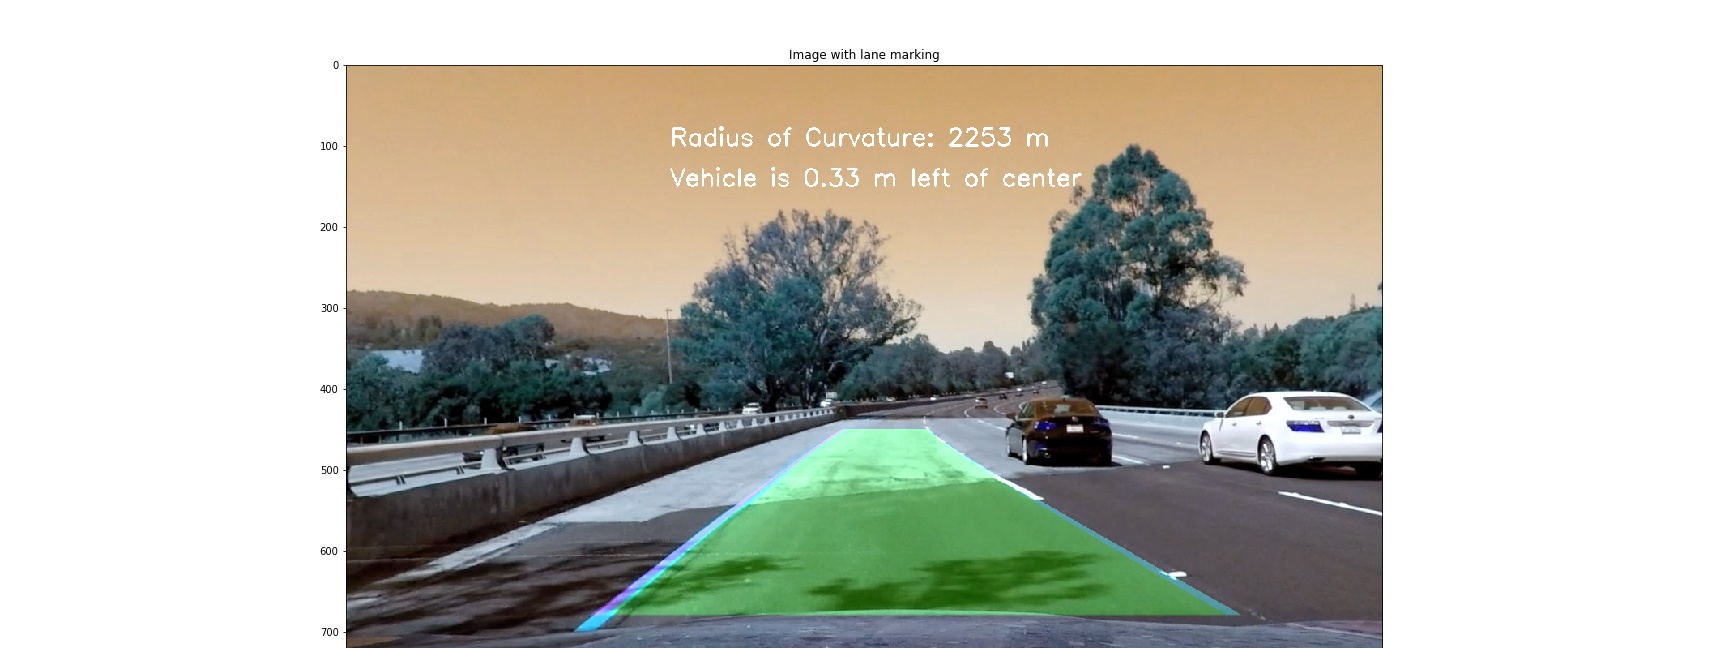 Image with lane marking
0
Radius of Curvature: 2253 m
100
Vehicle is 0.33 m left of center
200
300
400
500
600
700